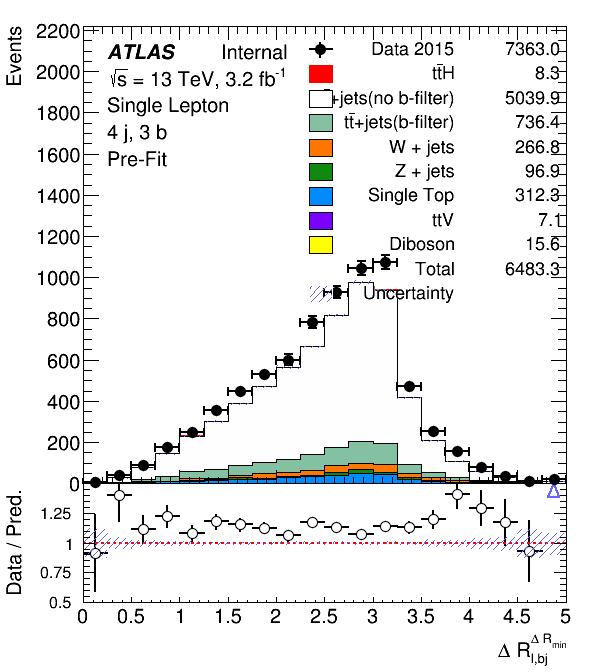 ATLAS Internal
√s = 13 TeV, 3.2 fb⁻¹
Single Lepton
4 j, 3 b
Pre-Fit
Data 2015 7363.0
tt̄H 8.3
+jets(no b-filter) 5039.9
tt̄+jets(b-filter) 736.4
W + jets 266.8
Z + jets 96.9
Single Top 312.3
ttV 7.1
Diboson 15.6
Total 6483.3
Uncertainty
Events
2200
2000
1800
1600
1400
1200
1000
800
600
400
200
0
Data / Pred.
1.25
1
0.75
0.5
0 0.5 1 1.5 2 2.5 3 3.5 4 4.5 5
Δ R_{l,bj}^{Δ R_{min}}